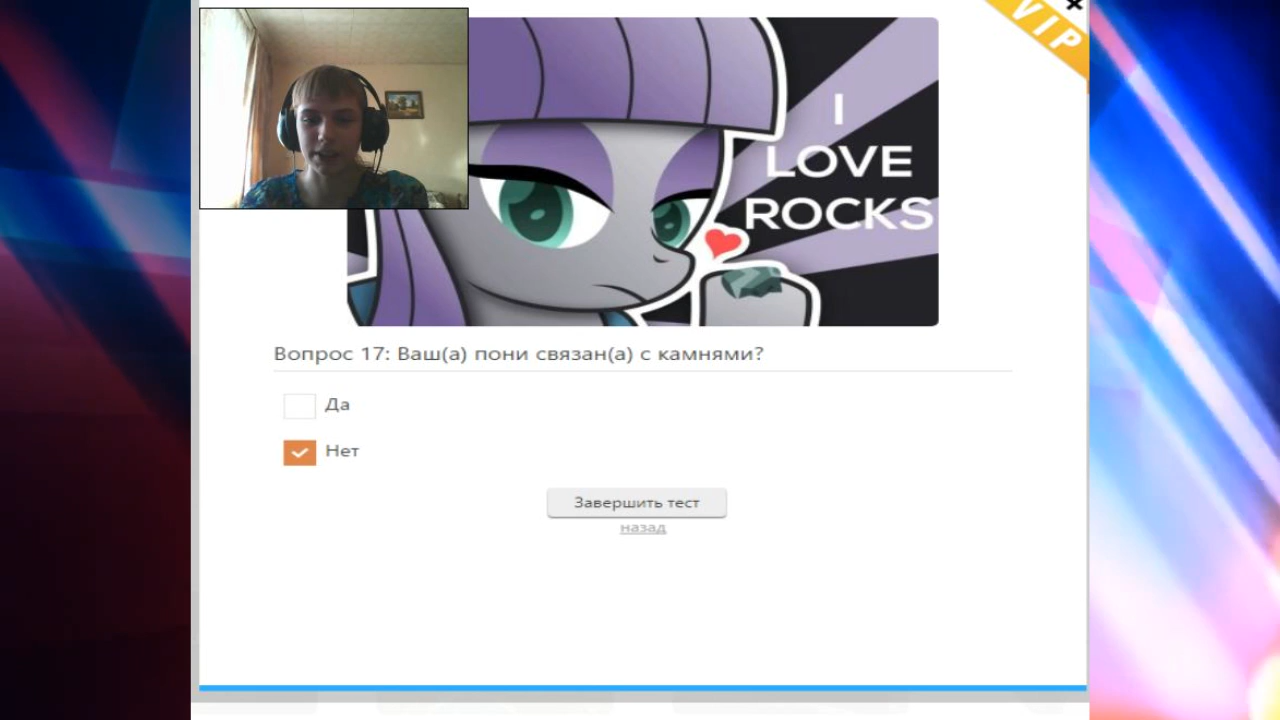 VIP
I
LOVE
ROCKS
Вопрос 17: Ваш(а) пони связан(а) с камнями?
Да
Нет
Завершить тест
назад